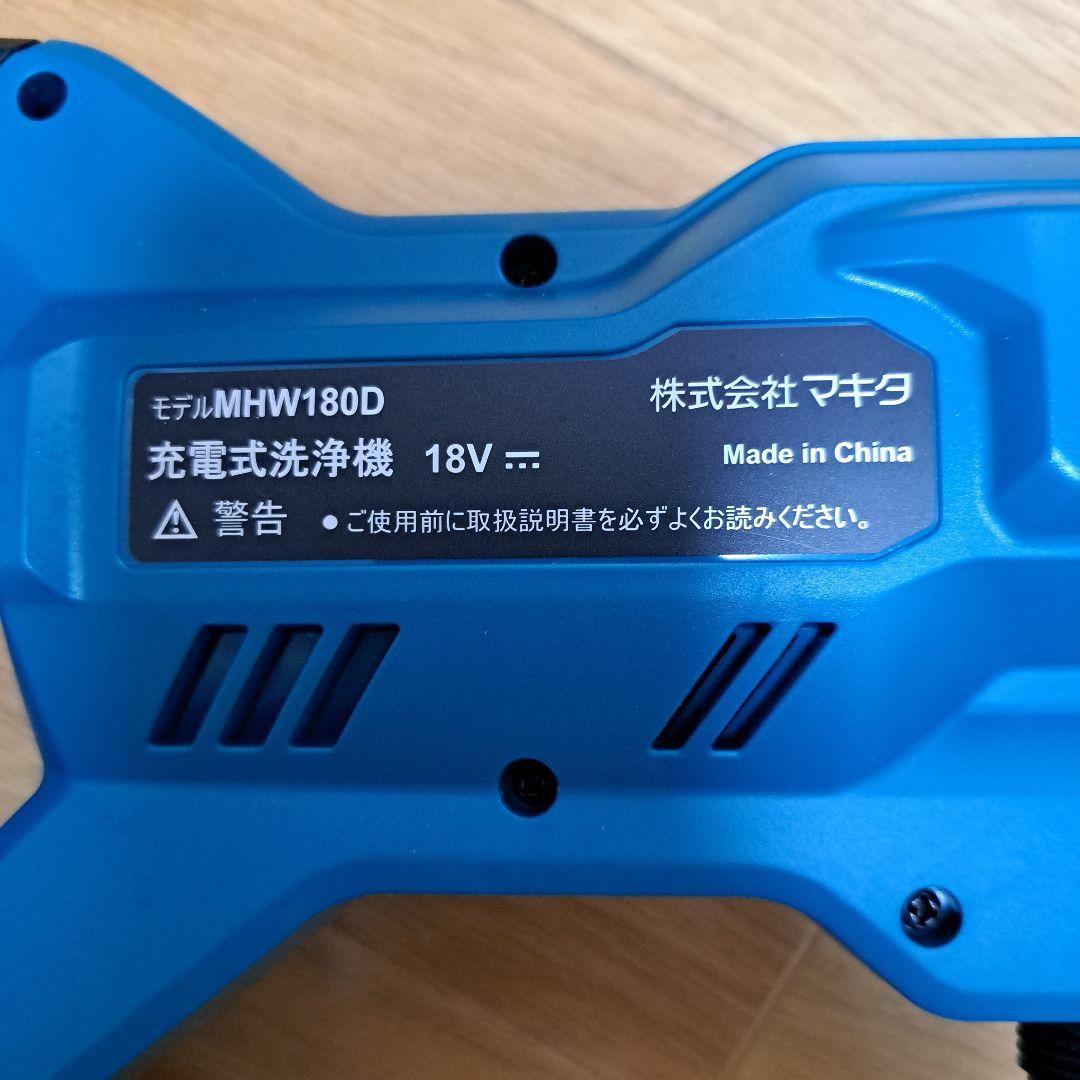 モデルMHW180D 株式会社マキタ
充電式洗浄機 18V Made in China
警告 ●ご使用前に取扱説明書を必ずよくお読みください。